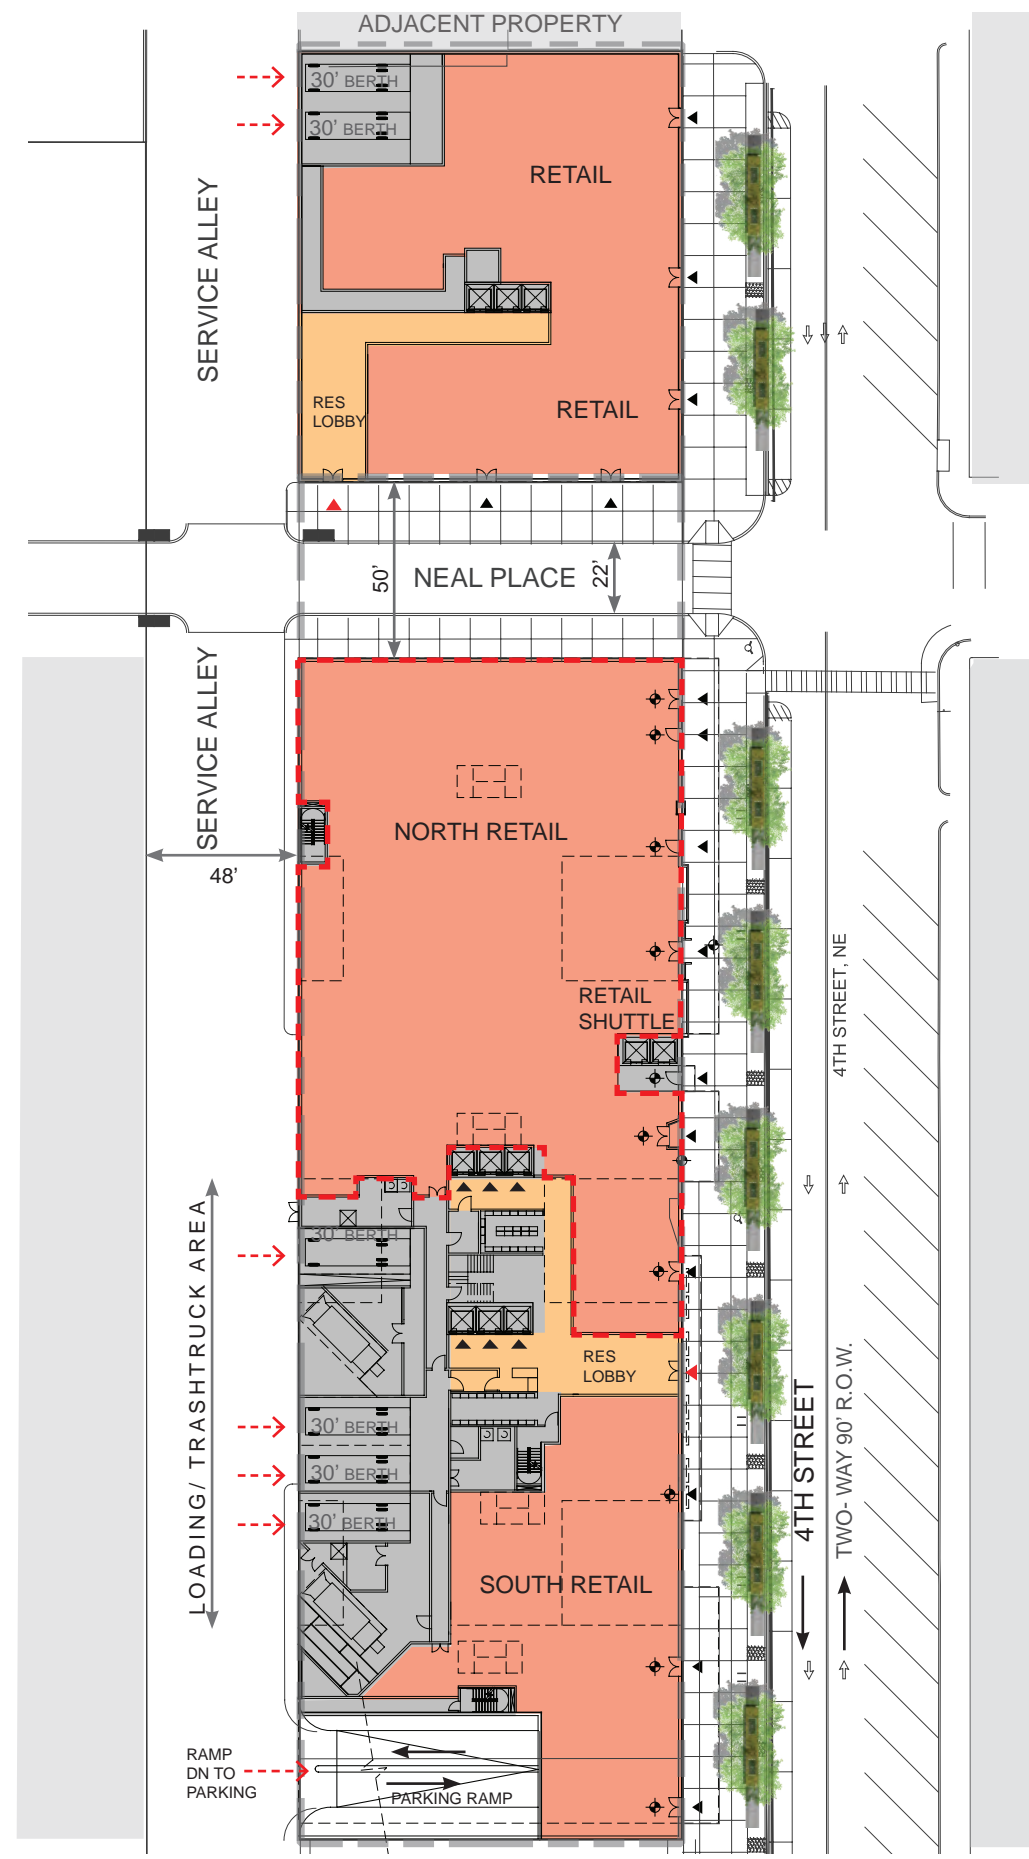 ADJACENT PROPERTY
30' BERTH
30' BERTH
RETAIL
SERVICE ALLEY
RES
LOBBY
RETAIL
50'
NEAL PLACE
22'
SERVICE ALLEY
NORTH RETAIL
48'
RETAIL
SHUTTLE
4TH STREET, NE
LOADING/ TRASHTRUCK AREA
30' BERTH
RES
LOBBY
30' BERTH
30' BERTH
30' BERTH
4TH STREET
TWO- WAY 90' R.O.W.
SOUTH RETAIL
RAMP
DN TO
PARKING
PARKING RAMP